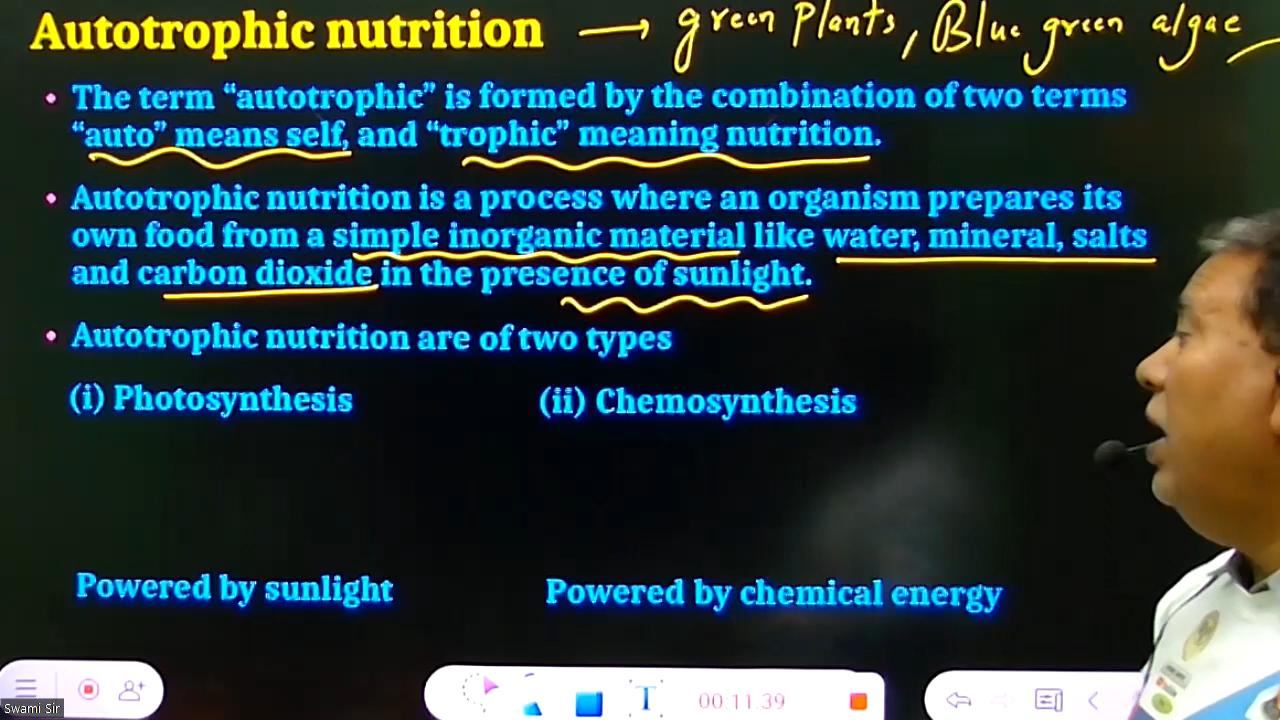 Autotrophic nutrition → green Plants, Blue green algae
• The term “autotrophic” is formed by the combination of two terms
“auto” means self, and “trophic” meaning nutrition.
• Autotrophic nutrition is a process where an organism prepares its
own food from a simple inorganic material like water, mineral, salts
and carbon dioxide in the presence of sunlight.
• Autotrophic nutrition are of two types
(i) Photosynthesis (ii) Chemosynthesis
Powered by sunlight Powered by chemical energy
T 00:11:39
Swami Sir